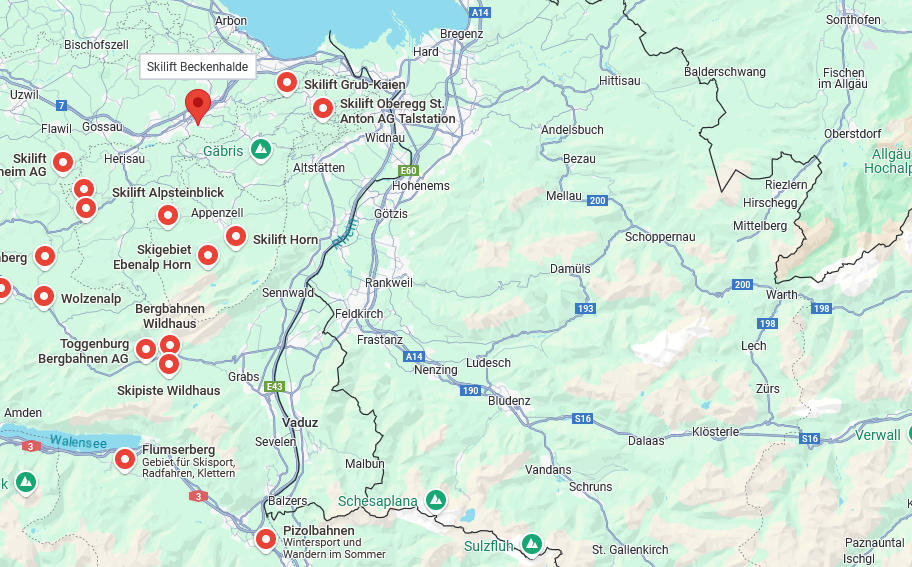 Arbon
A14
Sonthofen
Bregenz
Bischofszell
Hard
Skilift Beckenhalde
Balderschwang
Fischen
im Allgäu
Hittisau
Skilift Grub-Kaien
Uzwil
7
Skilift Oberegg St.
Anton AG Talstation
Flawil
Gossau
Andelsbuch
Oberstdorf
Widnau
Gäbris
Herisau
Bezau
Allgäu
Hochalp
Skilift
heim AG
Altstätten
E60
Hohenems
Riezlern
Skilift Alpsteinblick
Mellau
200
Hirschegg
Appenzell
Götzis
Mittelberg
Rhein
Skilift Horn
Schoppernau
Skigebiet
Ebenalp Horn
berg
Damüls
Rankweil
200
Sennwald
Wolzenalp
Warth
198
193
Bergbahnen
Wildhaus
Feldkirch
198
Frastanz
Toggenburg
Bergbahnen AG
Lech
A14
Ludesch
Nenzing
Grabs
E43
Skipiste Wildhaus
190
Zürs
Bludenz
Amden
S16
Vaduz
Klösterle
S16
Verwall
Walensee
3
Sevelen
Dalaas
Flumserberg
Gebiet für Skisport,
Radfahren, Klettern
Malbun
Vandans
k
Schruns
3
Balzers
Schesaplana
Pizolbahnen
Wintersport und
Wandern im Sommer
Sulzfluh
St. Gallenkirch
Paznauntal
Ischgl